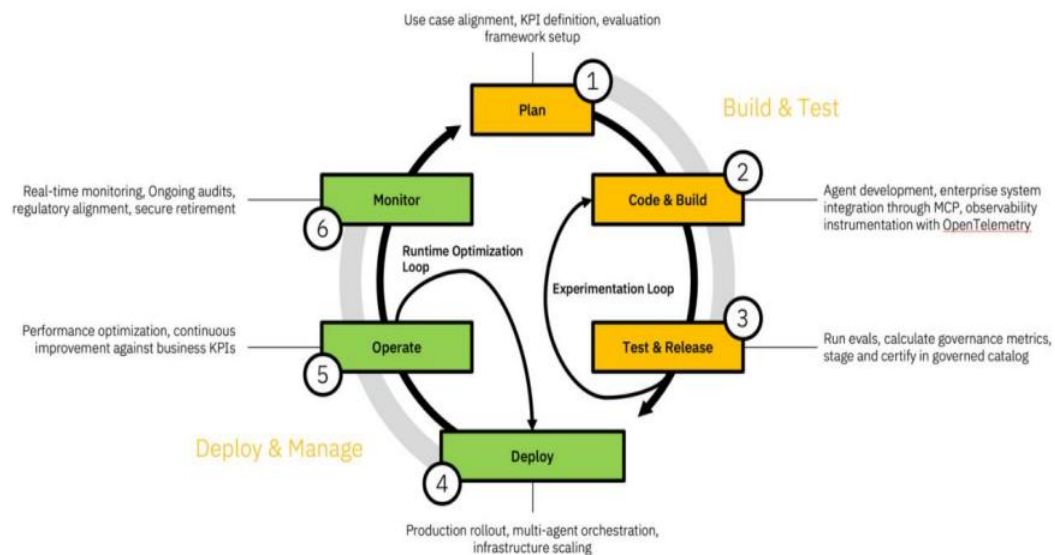 Use case alignment, KPI definition, evaluation
framework setup
1
Plan
Build & Test
2
Code & Build
Agent development, enterprise system
integration through MCP, observability
instrumentation with OpenTelemetry
Real-time monitoring, Ongoing audits,
regulatory alignment, secure retirement
Monitor
6
Runtime Optimization
Loop
Experimentation Loop
3
Test & Release
Run evals, calculate governance metrics,
stage and certify in governed catalog
Performance optimization, continuous
improvement against business KPIs
Operate
5
Deploy & Manage
Deploy
4
Production rollout, multi-agent orchestration,
infrastructure scaling